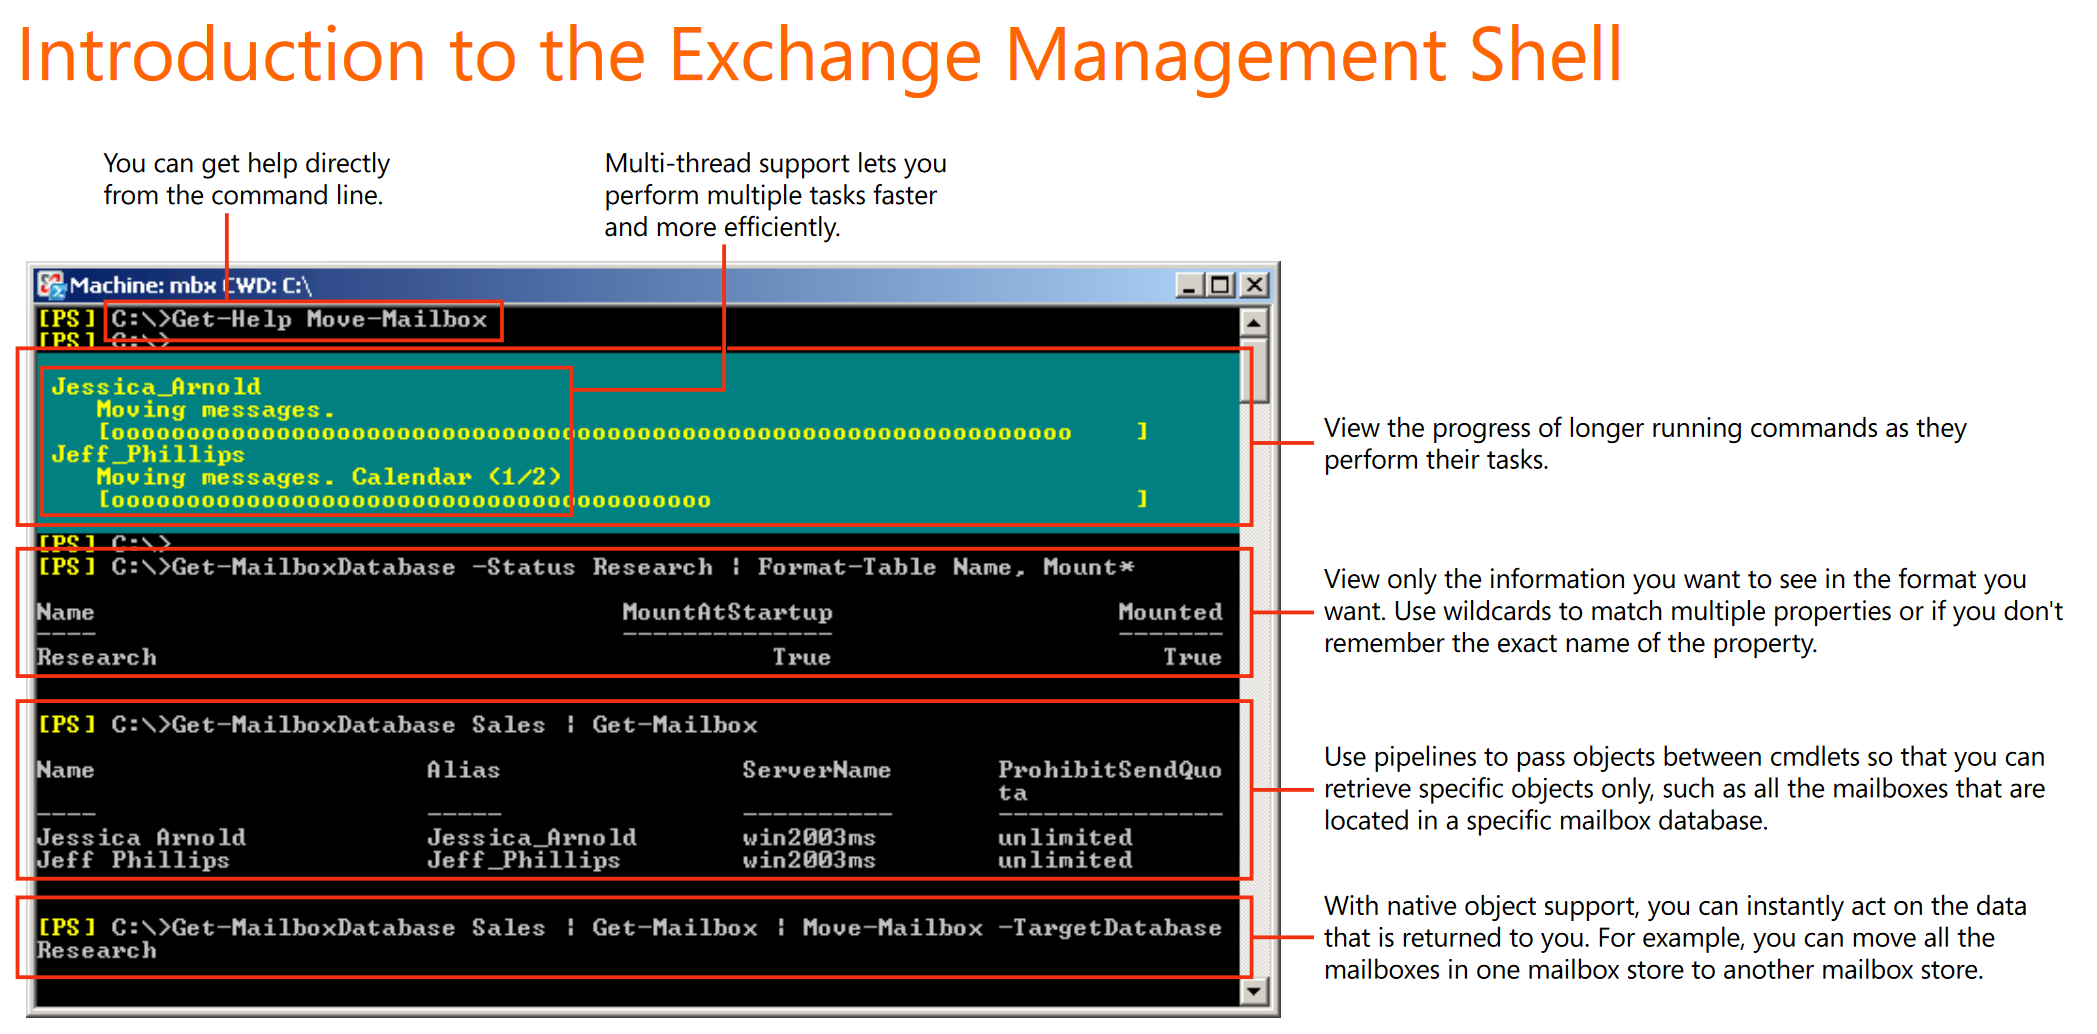 Introduction to the Exchange Management Shell
You can get help directly
from the command line.
Multi-thread support lets you
perform multiple tasks faster
and more efficiently.
Machine: mbx CWD: C:\
[PS] C:\>Get-Help Move-Mailbox
[PS] C:\>
Jessica_Arnold
Moving messages.
[oooooooooooooooooooooooooooooooooooooooooooooooooooooooooooooooo    ]
Jeff_Phillips
Moving messages. Calendar (1/2)
[oooooooooooooooooooooooooooooooooooooooo                            ]
View the progress of longer running commands as they
perform their tasks.
[PS] C:\>
[PS] C:\>Get-MailboxDatabase -Status Research | Format-Table Name, Mount*
Name MountAtStartup Mounted
---- -------------- -------
Research True True
View only the information you want to see in the format you
want. Use wildcards to match multiple properties or if you don't
remember the exact name of the property.
[PS] C:\>Get-MailboxDatabase Sales | Get-Mailbox
Name Alias ServerName ProhibitSendQuo
ta
---- ----- ---------- ---------------
Jessica Arnold Jessica_Arnold win2003ms unlimited
Jeff Phillips Jeff_Phillips win2003ms unlimited
Use pipelines to pass objects between cmdlets so that you can
retrieve specific objects only, such as all the mailboxes that are
located in a specific mailbox database.
[PS] C:\>Get-MailboxDatabase Sales | Get-Mailbox | Move-Mailbox -TargetDatabase
Research
With native object support, you can instantly act on the data
that is returned to you. For example, you can move all the
mailboxes in one mailbox store to another mailbox store.